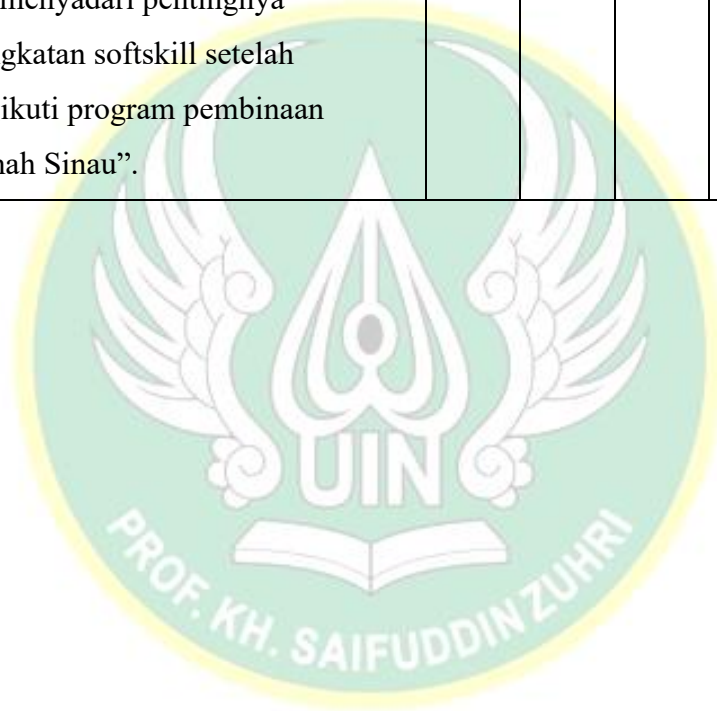 menyadari pentingnya
gkatan softskill setelah
ikuti program pembinaan
nah Sinau”.
UIN
PROF. KH. SAIFUDDIN ZUHRI